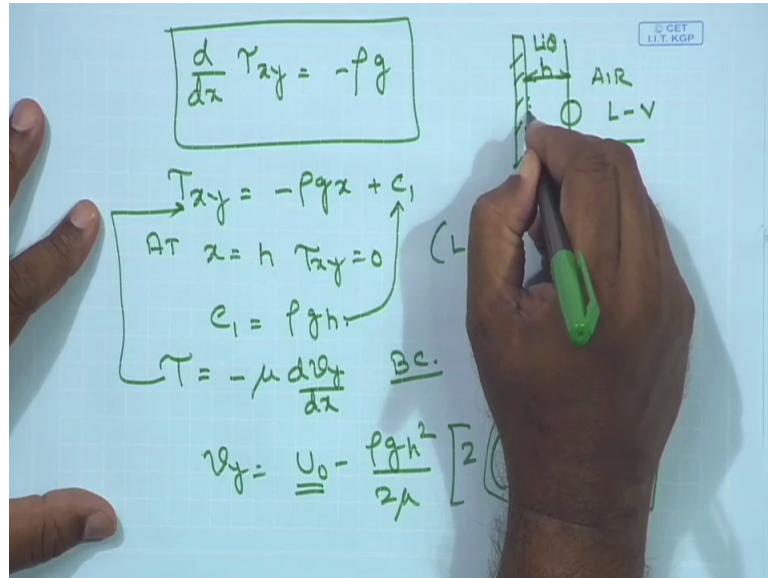 © CET
I.I.T. KGP
d/dx τxy = -ρg
LiQ
h
AIR
L-V
τxy = -ρgx + C₁
AT x = h τxy = 0
(L
C₁ = ρgh
τ = -μ dvy/dx B.C.
vy = U₀ - ρgh²/2μ [2 (